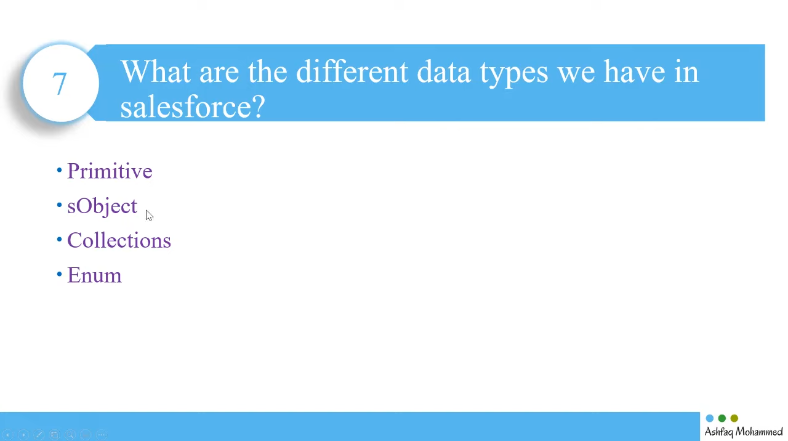 7
What are the different data types we have in
salesforce?
• Primitive
• sObject
• Collections
• Enum
Ashfaq Mohammed